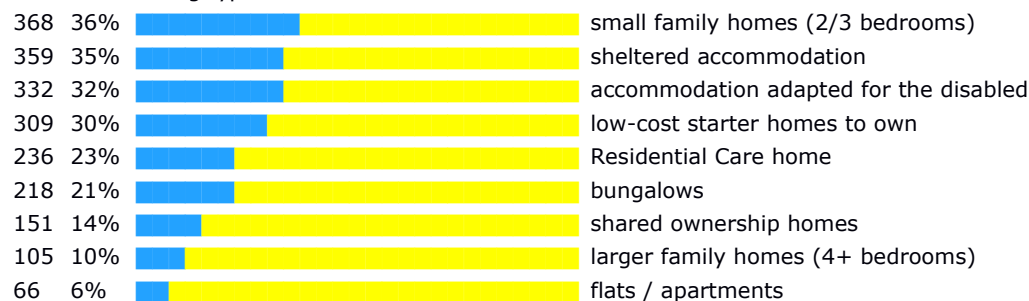 368 36% small family homes (2/3 bedrooms)
359 35% sheltered accommodation
332 32% accommodation adapted for the disabled
309 30% low-cost starter homes to own
236 23% Residential Care home
218 21% bungalows
151 14% shared ownership homes
105 10% larger family homes (4+ bedrooms)
66 6% flats / apartments